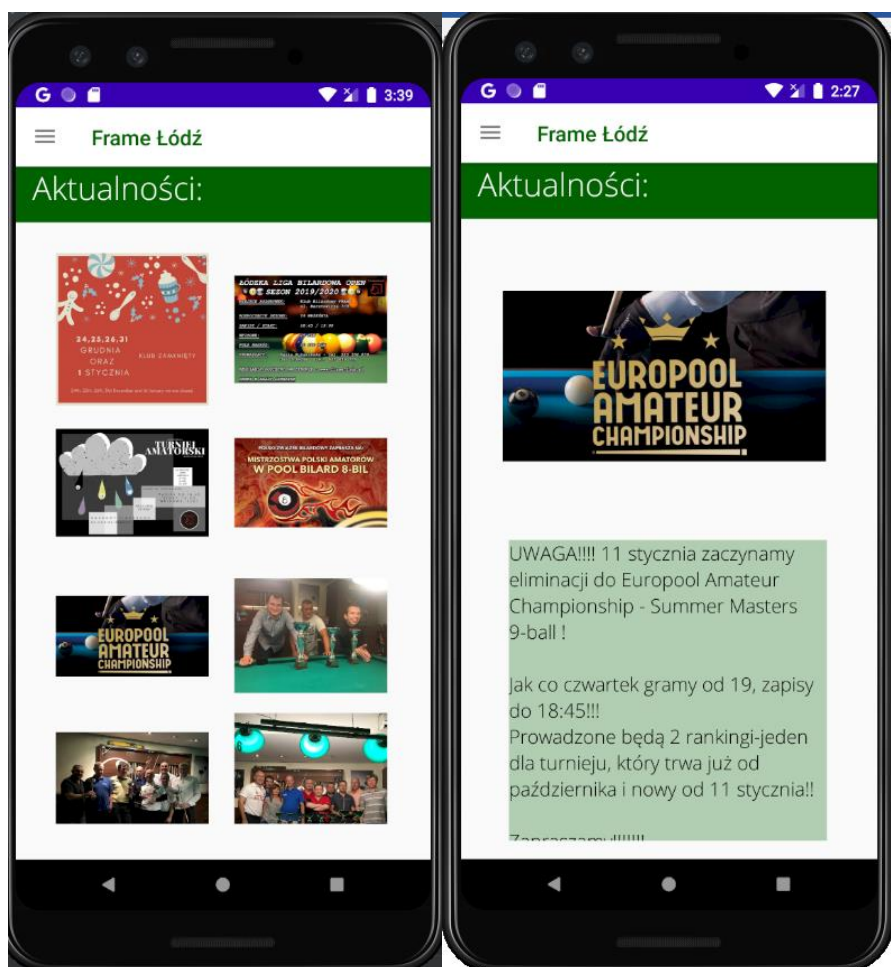 3:39
Frame Łódź
Aktualności:
24,25,26,31
GRUDNIA
ORAZ
1 STYCZNIA
KLUB ZAMKNIĘTY
ŁÓDZKA LIGA BILARDOWA OPEN
SEZON 2019/2020
TURNIEJ
AMATORSKI
MISTRZOSTWA POLSKI AMATORÓW
W POOL BILARD 8-BIL
EUROPOOL
AMATEUR
CHAMPIONSHIP
2:27
Frame Łódź
Aktualności:
EUROPOOL
AMATEUR
CHAMPIONSHIP
UWAGA!!!! 11 stycznia zaczynamy
eliminacji do Europool Amateur
Championship - Summer Masters
9-ball !
Jak co czwartek gramy od 19, zapisy
do 18:45!!!
Prowadzone będą 2 rankingi-jeden
dla turnieju, który trwa już od
października i nowy od 11 stycznia!!
Zapraszamy!!!!!!!